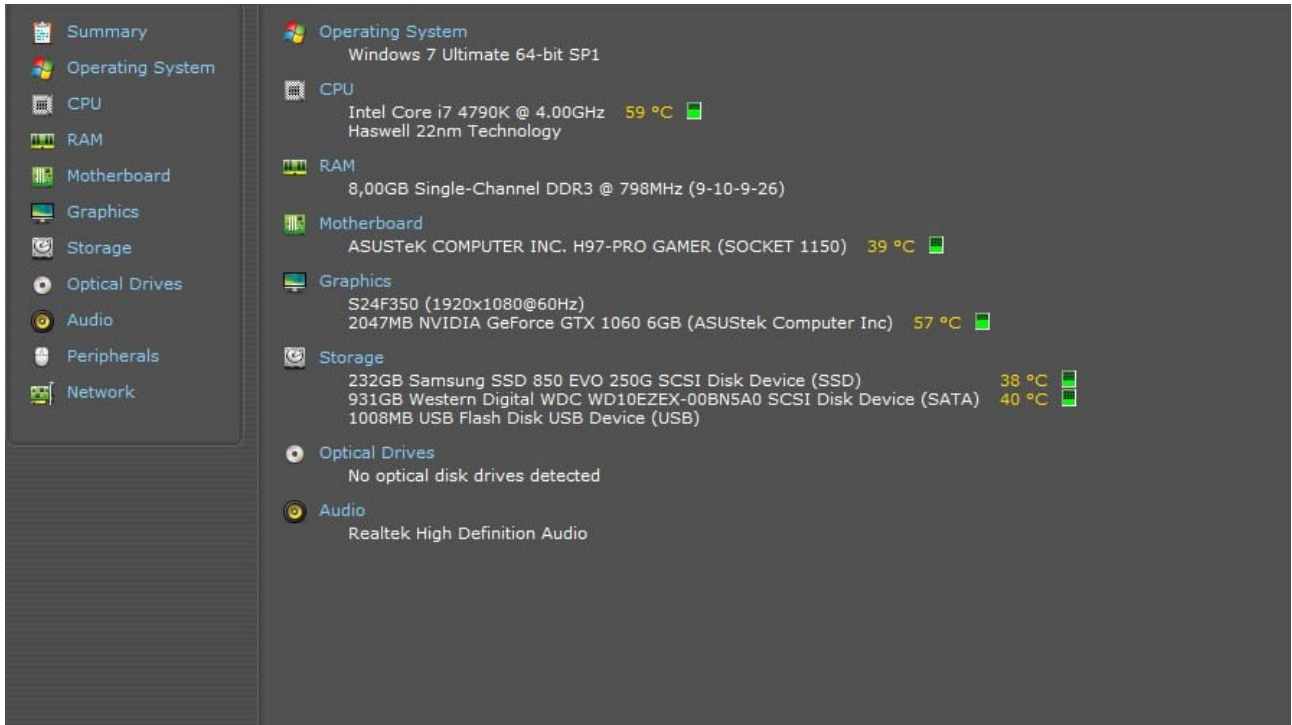 Summary
Operating System
CPU
RAM
Motherboard
Graphics
Storage
Optical Drives
Audio
Peripherals
Network
Operating System
Windows 7 Ultimate 64-bit SP1
CPU
Intel Core i7 4790K @ 4.00GHz 59 °C
Haswell 22nm Technology
RAM
8,00GB Single-Channel DDR3 @ 798MHz (9-10-9-26)
Motherboard
ASUSTeK COMPUTER INC. H97-PRO GAMER (SOCKET 1150) 39 °C
Graphics
S24F350 (1920x1080@60Hz)
2047MB NVIDIA GeForce GTX 1060 6GB (ASUStek Computer Inc) 57 °C
Storage
232GB Samsung SSD 850 EVO 250G SCSI Disk Device (SSD) 38 °C
931GB Western Digital WDC WD10EZEX-00BN5A0 SCSI Disk Device (SATA) 40 °C
1008MB USB Flash Disk USB Device (USB)
Optical Drives
No optical disk drives detected
Audio
Realtek High Definition Audio